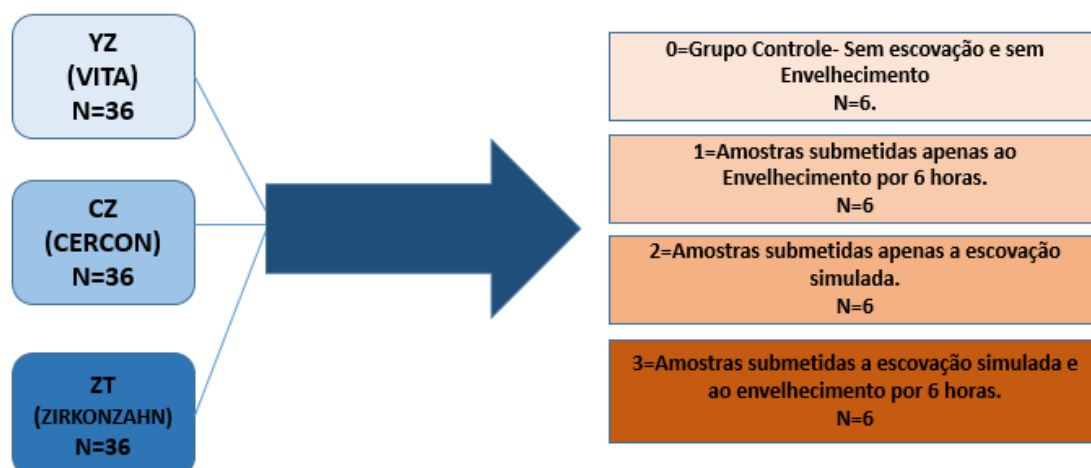 YZ
(VITA)
N=36
CZ
(CERCON)
N=36
ZT
(ZIRKONZAHN)
N=36
0=Grupo Controle- Sem escovação e sem
Envelhecimento
N=6.
1=Amostras submetidas apenas ao
Envelhecimento por 6 horas.
N=6
2=Amostras submetidas apenas a escovação
simulada.
N=6
3=Amostras submetidas a escovação simulada e
ao envelhecimento por 6 horas.
N=6